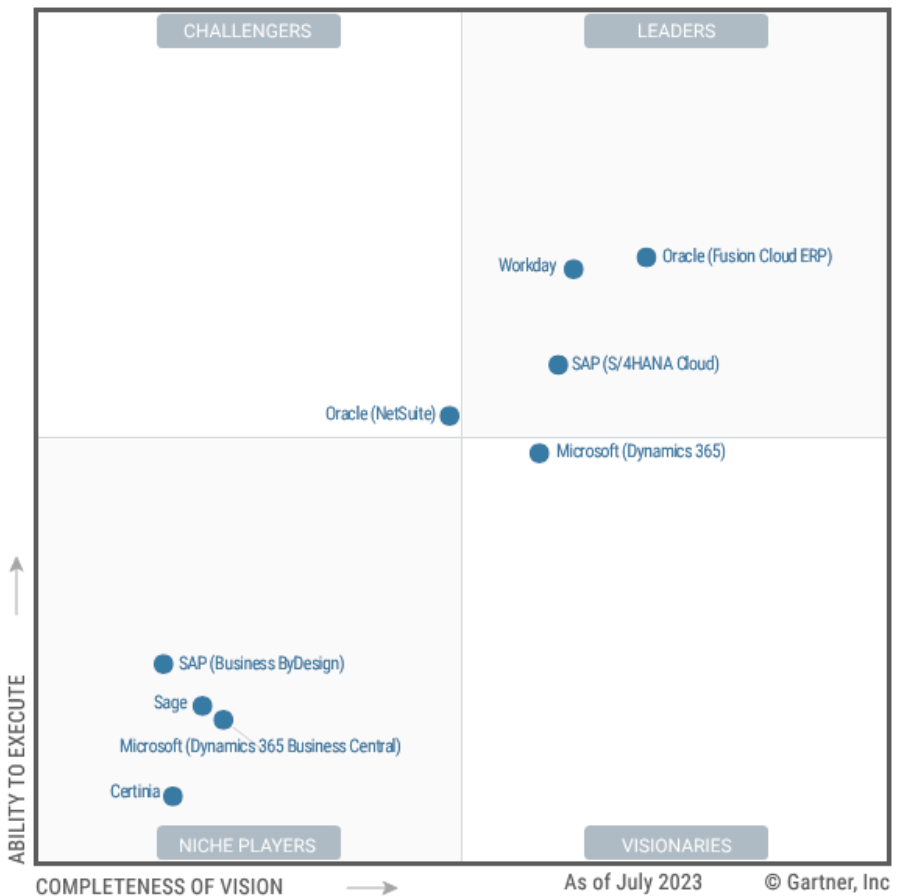 CHALLENGERS
LEADERS
Workday
Oracle (Fusion Cloud ERP)
SAP (S/4HANA Cloud)
Oracle (NetSuite)
Microsoft (Dynamics 365)
SAP (Business ByDesign)
Sage
Microsoft (Dynamics 365 Business Central)
Certinia
NICHE PLAYERS
VISIONARIES
ABILITY TO EXECUTE
COMPLETENESS OF VISION
As of July 2023
© Gartner, Inc